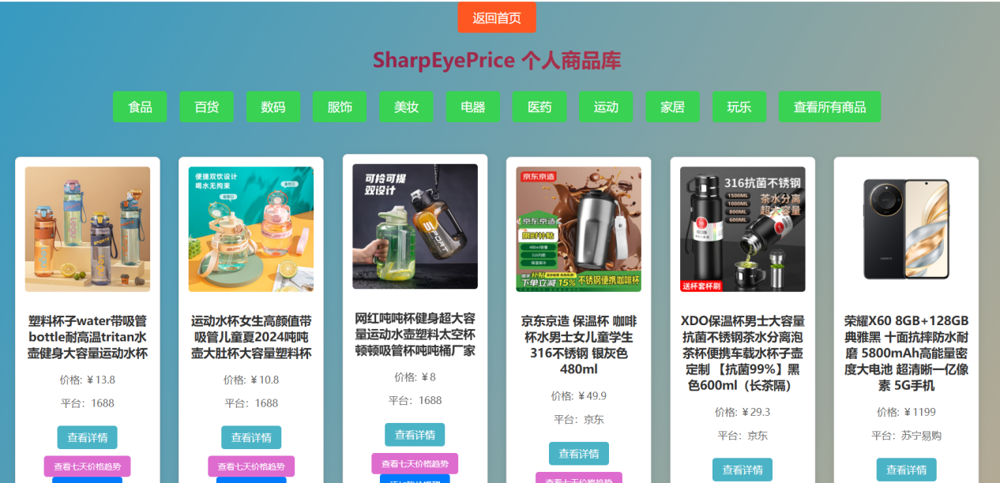 返回首页
SharpEyePrice 个人商品库
食品 百货 数码 服饰 美妆 电器 医药 运动 家居 玩乐 查看所有商品
便捷双饮设计
喝水无拘束
塑料杯子water带吸管
bottle耐高温tritan水
壶健身大容量运动水杯
价格: ¥13.8
平台: 1688
查看详情
查看七天价格趋势
运动水杯女生高颜值带
吸管儿童夏2024吨吨
壶大肚杯大容量塑料杯
价格: ¥10.8
平台: 1688
查看详情
查看七天价格趋势
可拎可提
双设计
SPORT
网红吨吨杯健身超大容
量运动水壶塑料太空杯
顿顿吸管杯吨吨桶厂家
价格: ¥8
平台: 1688
查看详情
查看七天价格趋势
京东京造
京东京造
限时补贴
480ml容量
316内胆
下单立减15%
不锈钢便携咖啡杯
京东京造 保温杯 咖啡
杯水男士女儿童学生
316不锈钢 银灰色
480ml
价格: ¥49.9
平台: 京东
查看详情
查看七天价格趋势
316抗菌不锈钢
1500ML
1000ML
800ML
600ML
茶水分离
超大容量
送杯套杯刷
XDO保温杯男士大容量
抗菌不锈钢茶水分离泡
茶杯便携车载水杯子壶
定制 【抗菌99%】黑
色600ml（长茶隔）
价格: ¥29.3
平台: 京东
查看详情
HONOR
荣耀X60 8GB+128GB
典雅黑 十面抗摔防水耐
磨 5800mAh高能量密
度大电池 超清晰一亿像
素 5G手机
价格: ¥1199
平台: 苏宁易购
查看详情